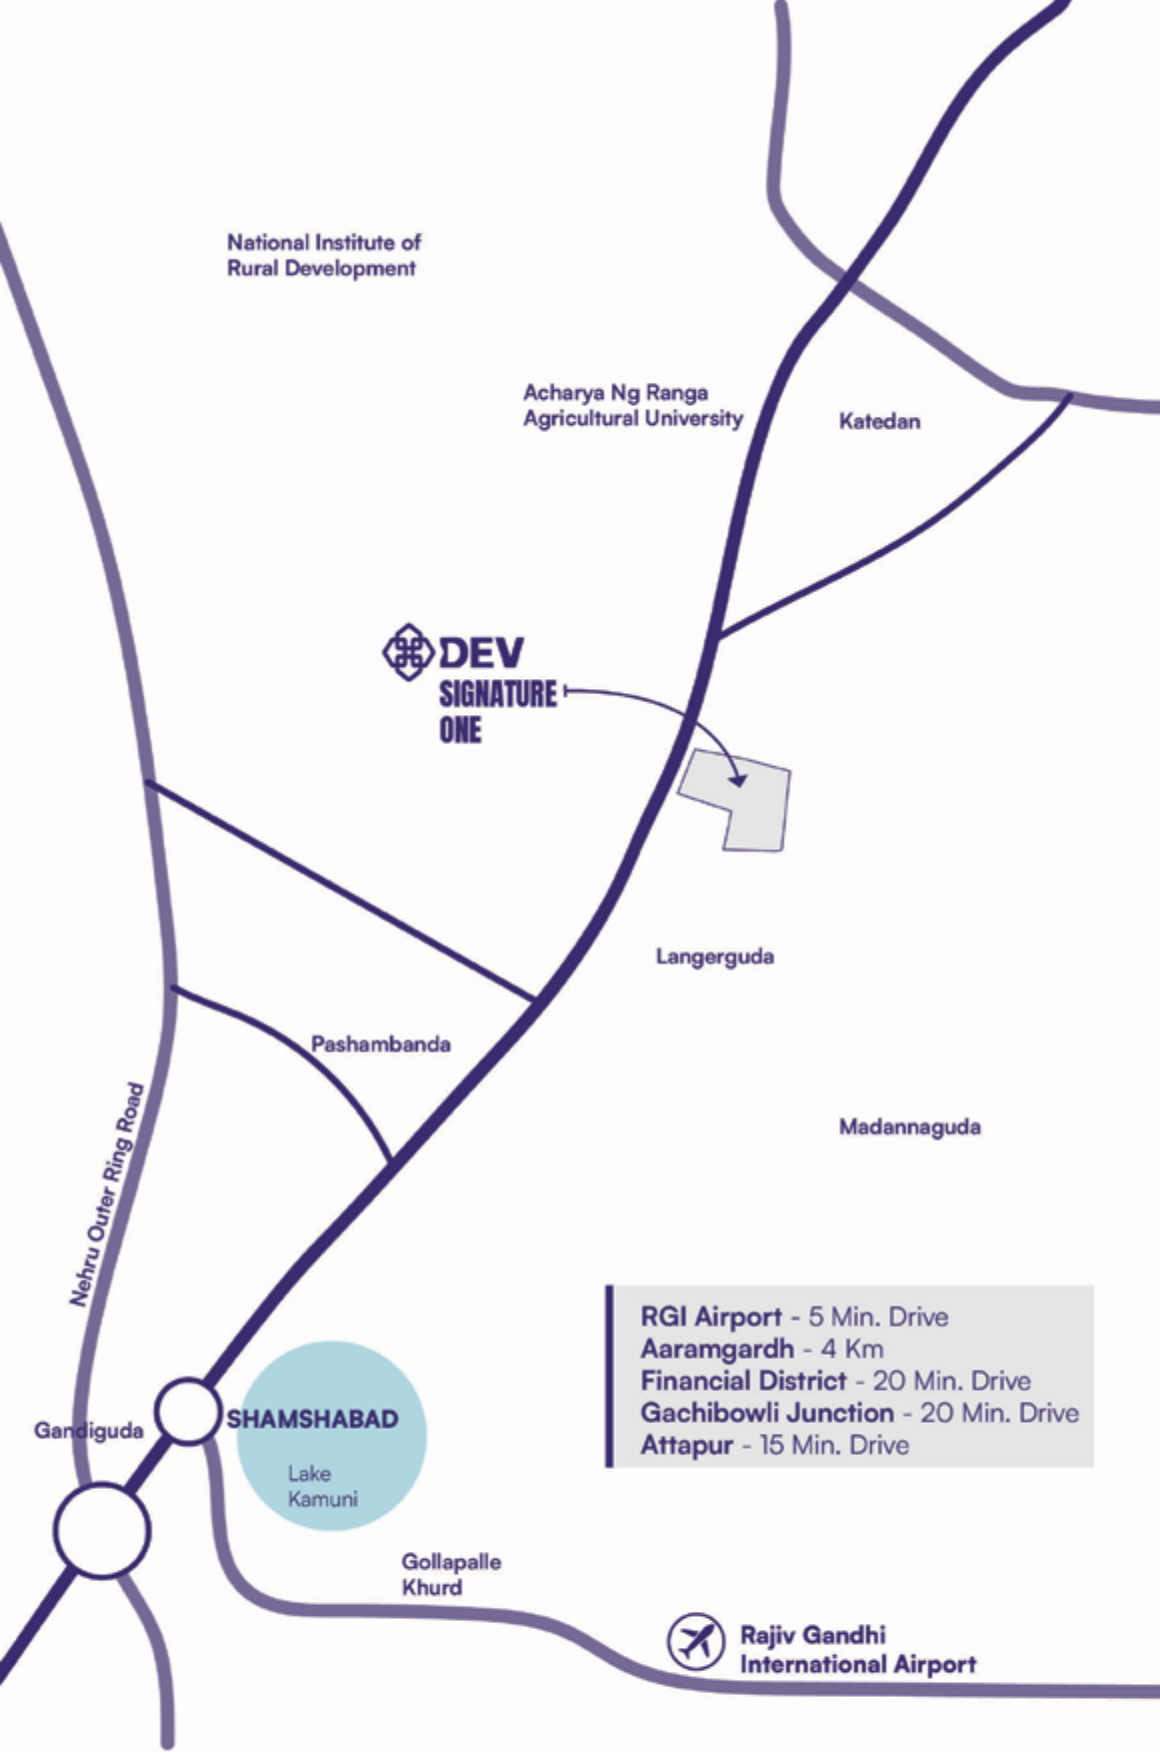 National Institute of
Rural Development
Acharya Ng Ranga
Agricultural University
Katedan
DEV
SIGNATURE
ONE
Langerguda
Pashambanda
Madannaguda
Nehru Outer Ring Road
RGI Airport - 5 Min. Drive
Aaramgardh - 4 Km
Financial District - 20 Min. Drive
Gachibowli Junction - 20 Min. Drive
Attapur - 15 Min. Drive
SHAMSHABAD
Gandiguda
Lake
Kamuni
Gollapalle
Khurd
Rajiv Gandhi
International Airport